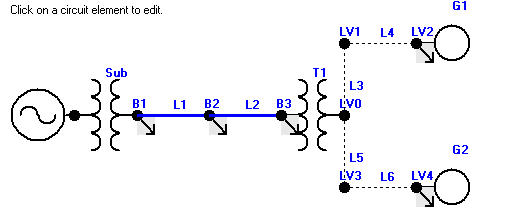 Click on a circuit element to edit.
G1
LV1 L4 LV2
Sub T1
L3
B1 L1 B2 L2 B3 LV0
L5
G2
LV3 L6 LV4